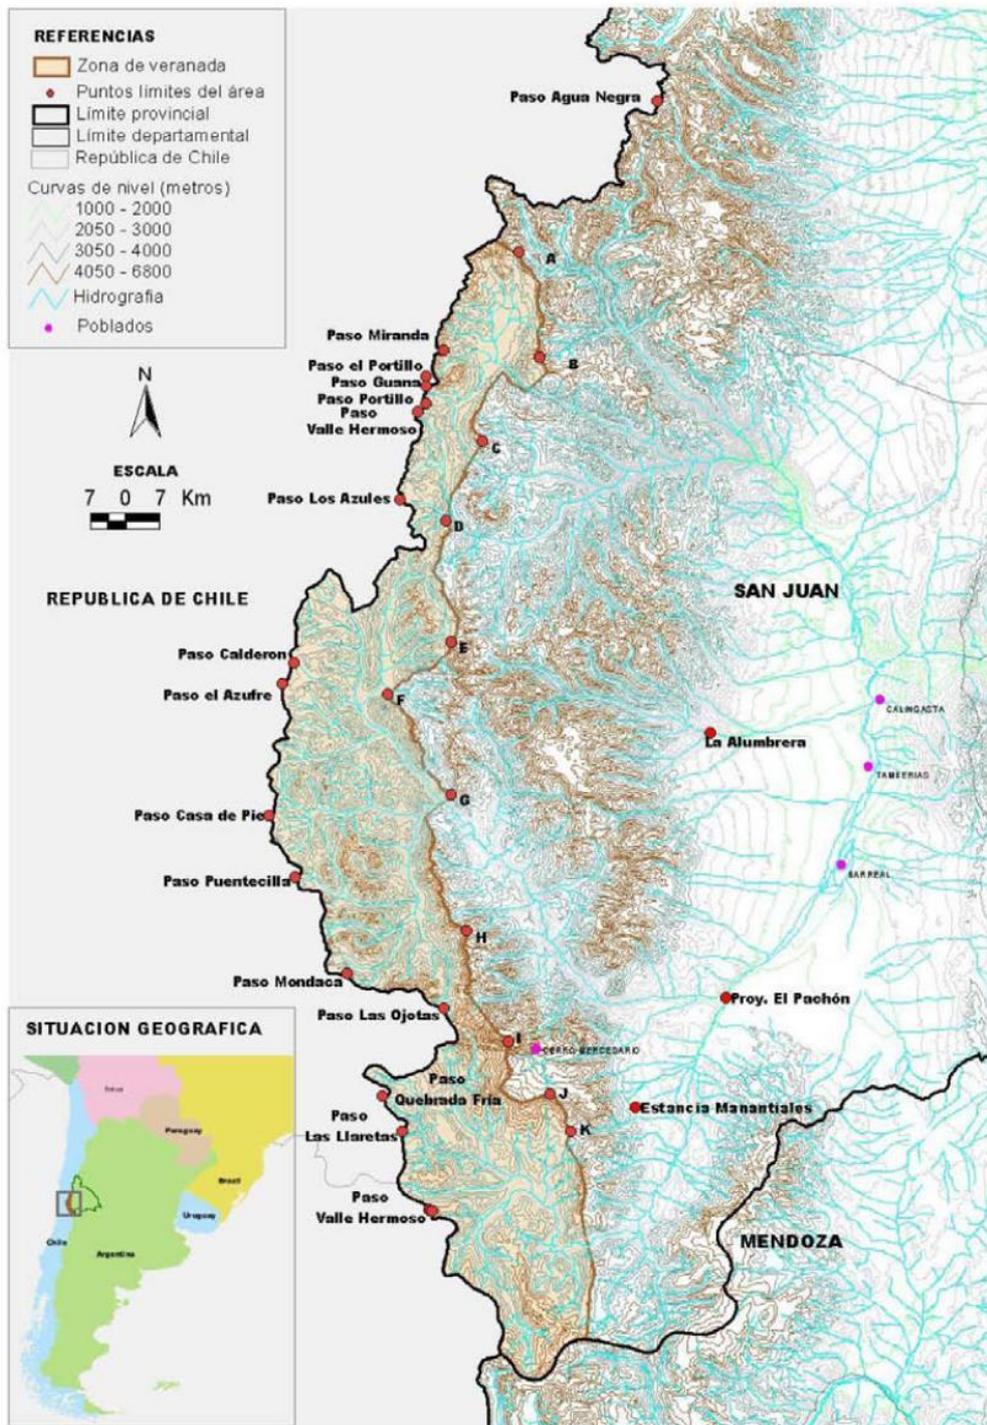 REFERENCIAS
Zona de veranada
Puntos límites del área
Límite provincial
Límite departamental
República de Chile
Curvas de nivel (metros)
1000 - 2000
2050 - 3000
3050 - 4000
4050 - 6800
Hidrografia
Poblados
N
ESCALA
7 0 7 Km
Paso Agua Negra
A
Paso Miranda
B
Paso el Portillo
Paso Guana
Paso Portillo
Paso
Valle Hermoso
C
Paso Los Azules
D
REPUBLICA DE CHILE
SAN JUAN
E
Paso Calderon
Paso el Azufre
F
CALINGASTA
La Alumbrera
TAMBERIAS
G
Paso Casa de Pie
BARREAL
Paso Puentecilla
H
Paso Mondaca
Proy. El Pachón
Paso Las Ojotas
I
CERRO MERCEDARIO
Paso
Quebrada Fría
J
Estancia Manantiales
Paso
Las Llaretas
K
Paso
Valle Hermoso
MENDOZA
SITUACION GEOGRAFICA
Paraguay
Brazil
Uruguay
Chile
Argentina